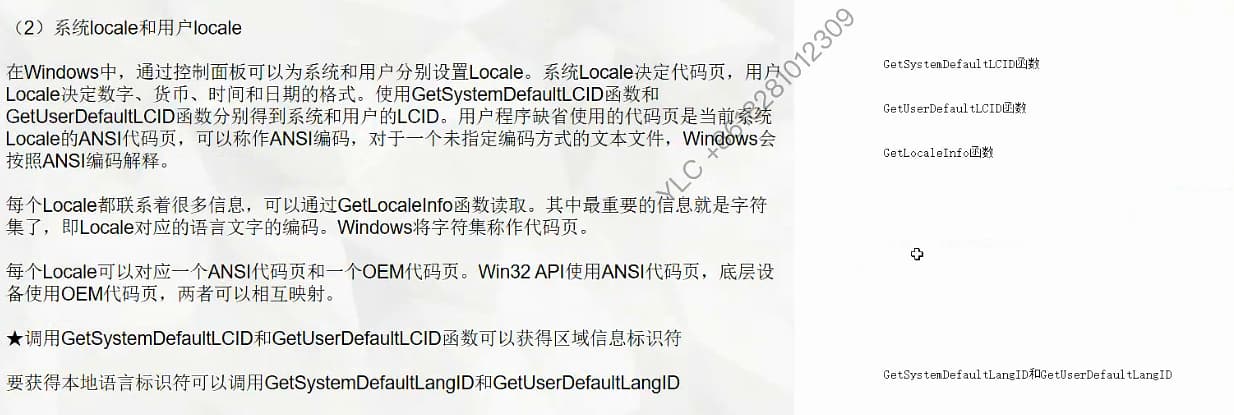 （2）系统locale和用户locale
在Windows中，通过控制面板可以为系统和用户分别设置Locale。系统Locale决定代码页，用户
Locale决定数字、货币、时间和日期的格式。使用GetSystemDefaultLCID函数和
GetUserDefaultLCID函数分别得到系统和用户的LCID。用户程序缺省使用的代码页是当前系统
Locale的ANSI代码页，可以称作ANSI编码，对于一个未指定编码方式的文本文件，Windows会
按照ANSI编码解释。
每个Locale都联系着很多信息，可以通过GetLocaleInfo函数读取。其中最重要的信息就是字符
集了，即Locale对应的语言文字的编码。Windows将字符集称作代码页。
每个Locale可以对应一个ANSI代码页和一个OEM代码页。Win32 API使用ANSI代码页，底层设
备使用OEM代码页，两者可以相互映射。
★调用GetSystemDefaultLCID和GetUserDefaultLCID函数可以获得区域信息标识符
要获得本地语言标识符可以调用GetSystemDefaultLangID和GetUserDefaultLangID
GetSystemDefaultLCID函数
GetUserDefaultLCID函数
GetLocaleInfo函数
GetSystemDefaultLangID和GetUserDefaultLangID